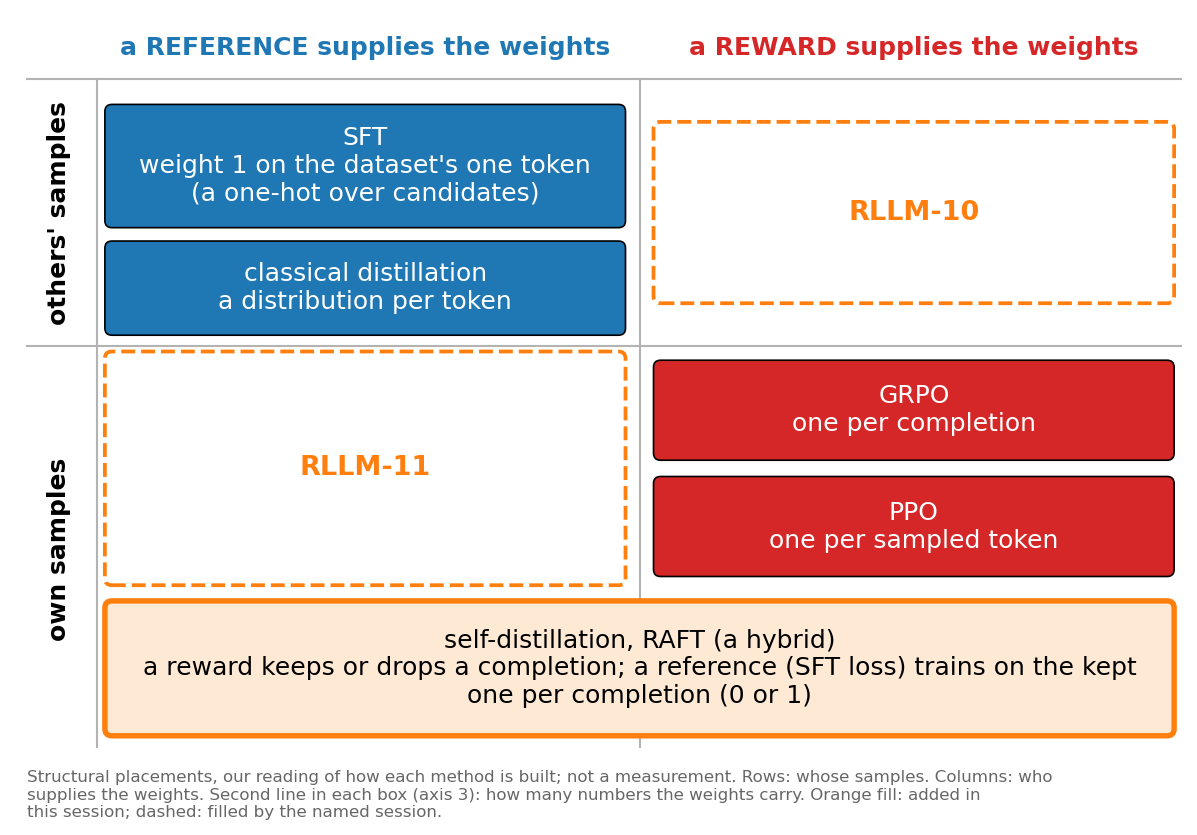 a REFERENCE supplies the weights
a REWARD supplies the weights
others' samples
SFT
weight 1 on the dataset's one token
(a one-hot over candidates)
classical distillation
a distribution per token
RLLM-10
own samples
RLLM-11
GRPO
one per completion
PPO
one per sampled token
self-distillation, RAFT (a hybrid)
a reward keeps or drops a completion; a reference (SFT loss) trains on the kept
one per completion (0 or 1)
Structural placements, our reading of how each method is built; not a measurement. Rows: whose samples. Columns: who
supplies the weights. Second line in each box (axis 3): how many numbers the weights carry. Orange fill: added in
this session; dashed: filled by the named session.